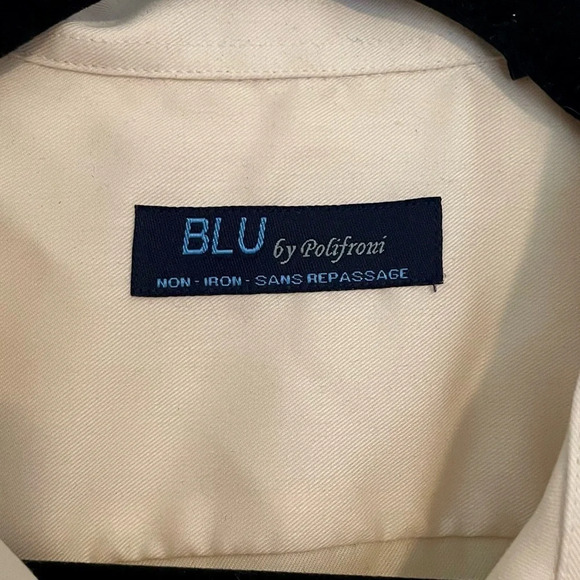 BLU by Polifroni
NON - IRON - SANS REPASSAGE